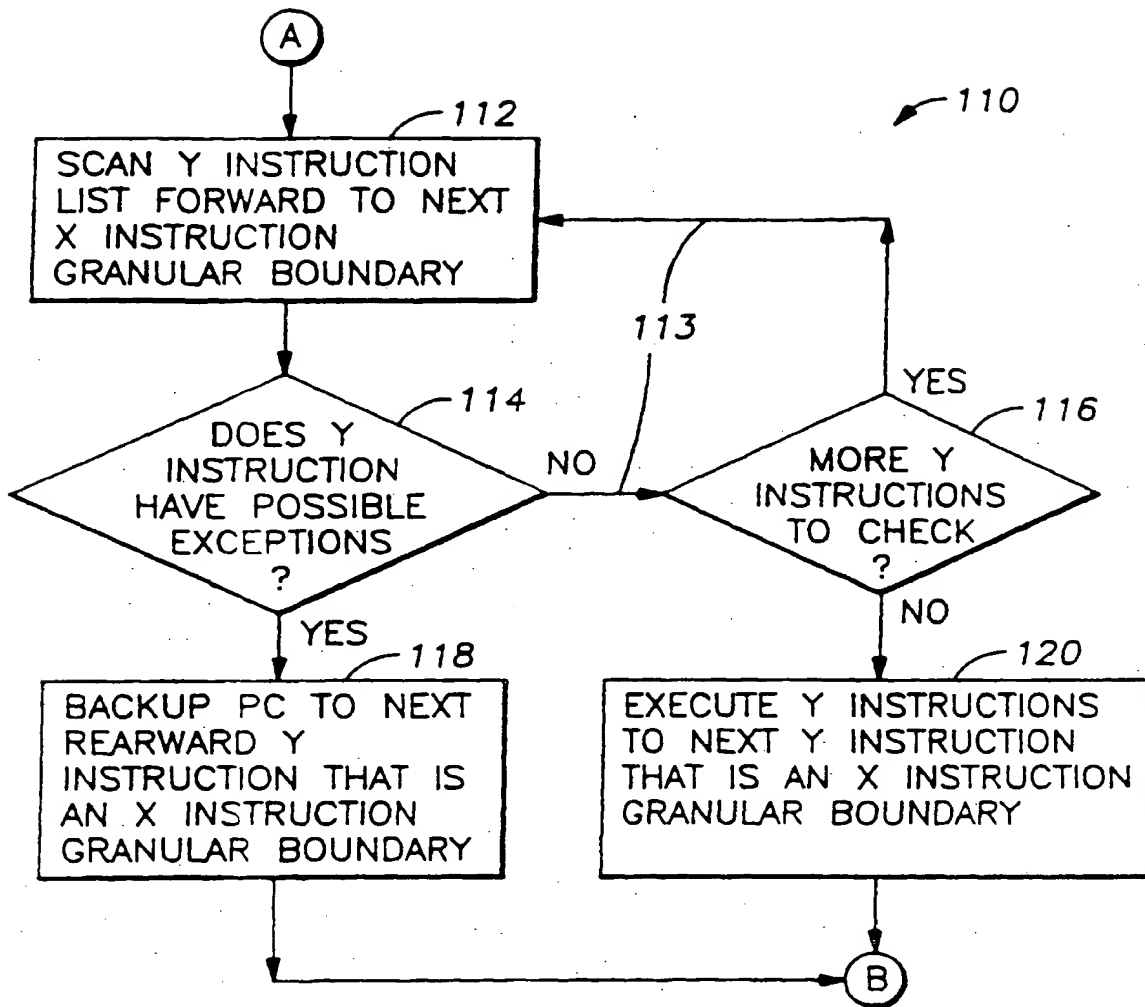 A
110
112
SCAN Y INSTRUCTION
LIST FORWARD TO NEXT
X INSTRUCTION
GRANULAR BOUNDARY
113
114
DOES Y
INSTRUCTION
HAVE POSSIBLE
EXCEPTIONS
?
NO
YES
116
MORE Y
INSTRUCTIONS
TO CHECK
?
YES
NO
118
BACKUP PC TO NEXT
REARWARD Y
INSTRUCTION THAT IS
AN X INSTRUCTION
GRANULAR BOUNDARY
120
EXECUTE Y INSTRUCTIONS
TO NEXT Y INSTRUCTION
THAT IS AN X INSTRUCTION
GRANULAR BOUNDARY
B